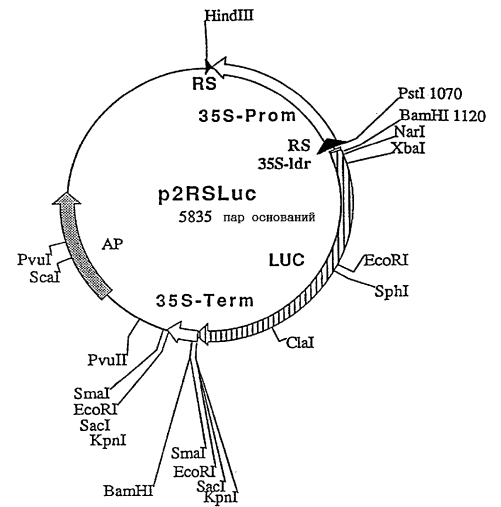 HindIII
RS
35S-Prom
PstI 1070
BamHI 1120
NarI
XbaI
RS
35S-ldr
p2RSLuc
5835 пар оснований
AP
PvuI
ScaI
LUC
EcoRI
SphI
35S-Term
ClaI
PvuII
SmaI
EcoRI
SacI
KpnI
BamHI
SmaI
EcoRI
SacI
KpnI